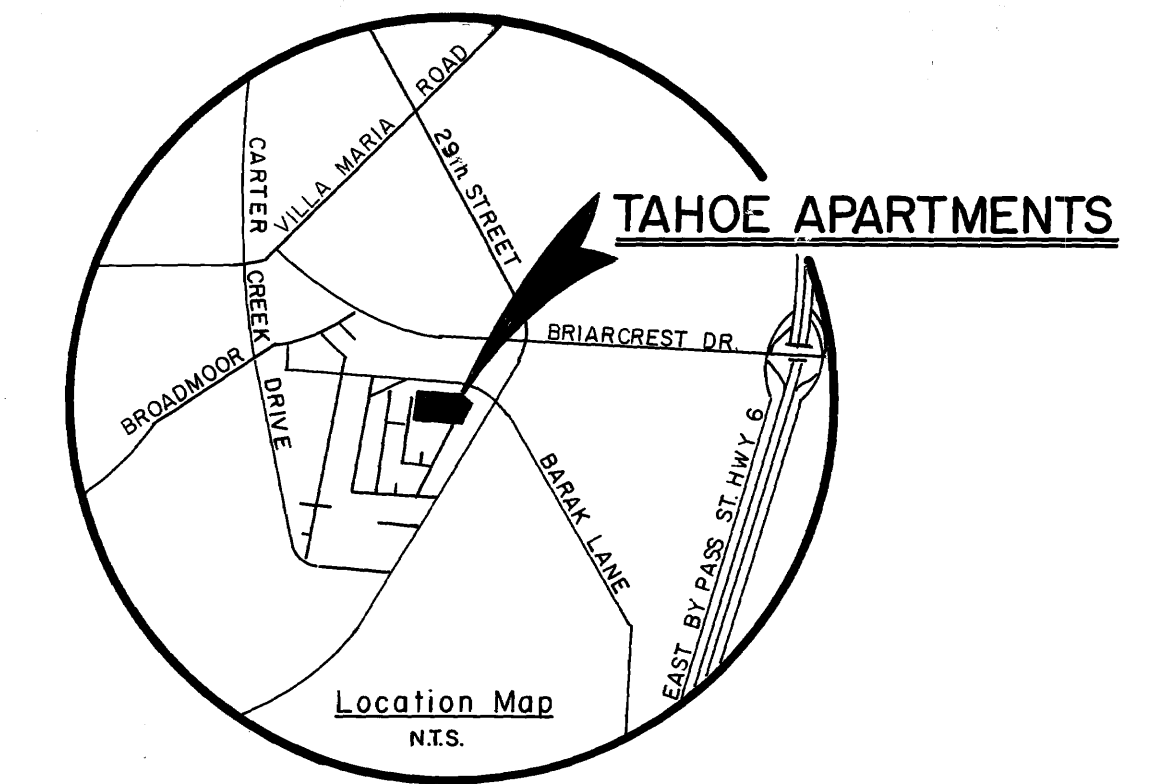 VILLA MARIA ROAD
29th STREET
CARTER CREEK DRIVE
TAHOE APARTMENTS
BRIARCREST DR.
BROADMOOR
BARAK LANE
EAST BY PASS ST. HWY 6
Location Map
N.T.S.